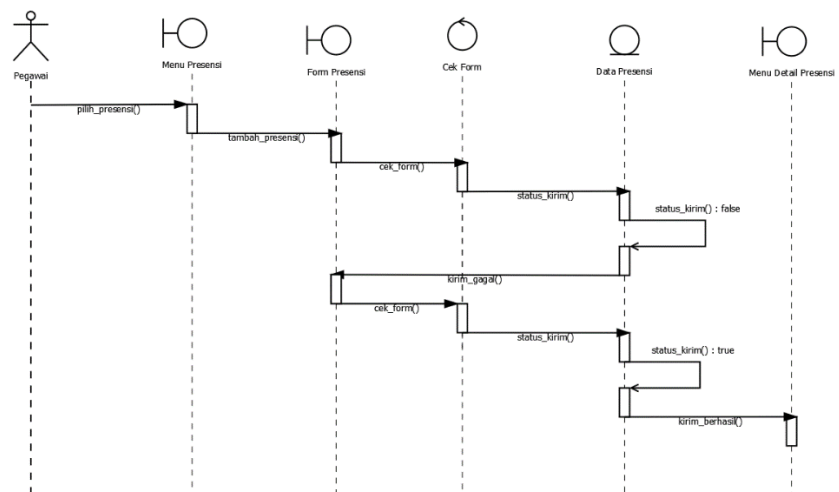 Pegawai
Menu Presensi
Form Presensi
Cek Form
Data Presensi
Menu Detail Presensi
pilih_presensi()
tambah_presensi()
cek_form()
status_kirim()
status_kirim() : false
kirim_gagal()
cek_form()
status_kirim()
status_kirim() : true
kirim_berhasil()